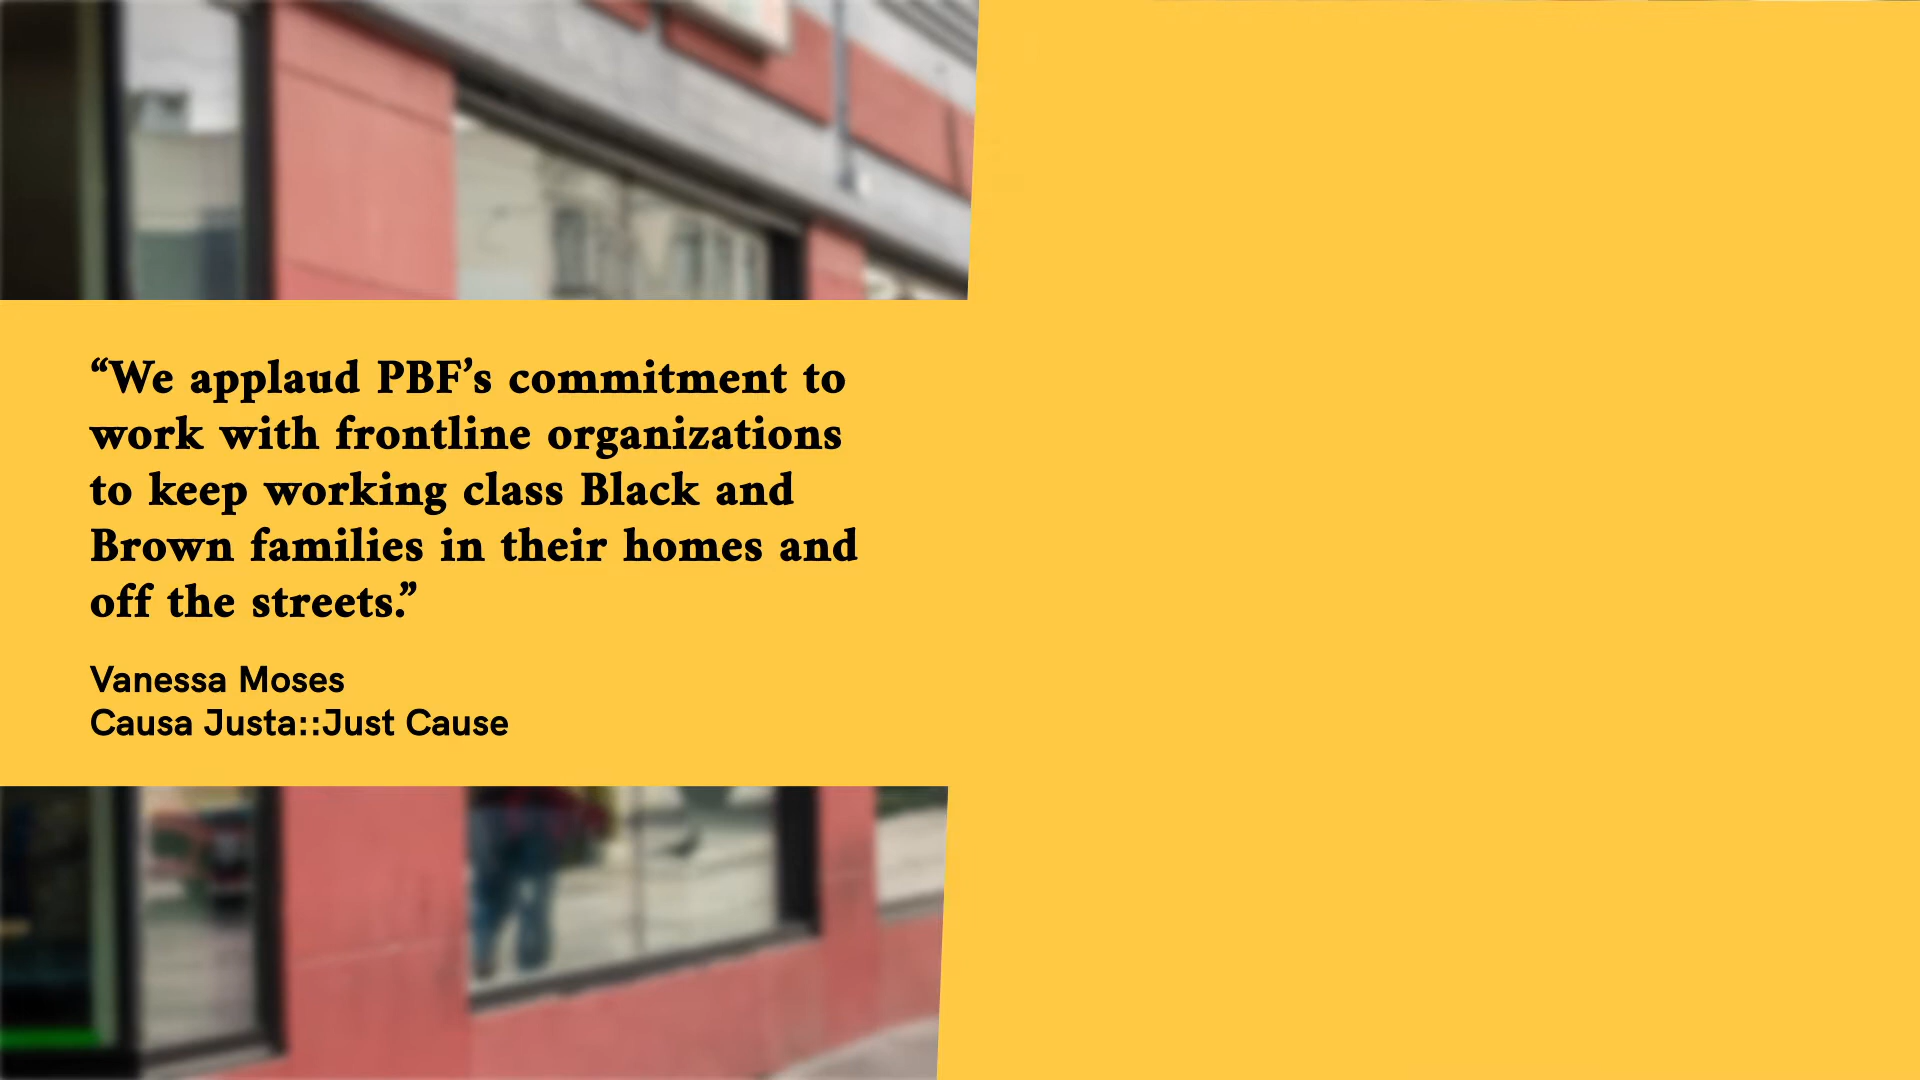 “We applaud PBF’s commitment to
work with frontline organizations
to keep working class Black and
Brown families in their homes and
off the streets.”
Vanessa Moses
Causa Justa::Just Cause